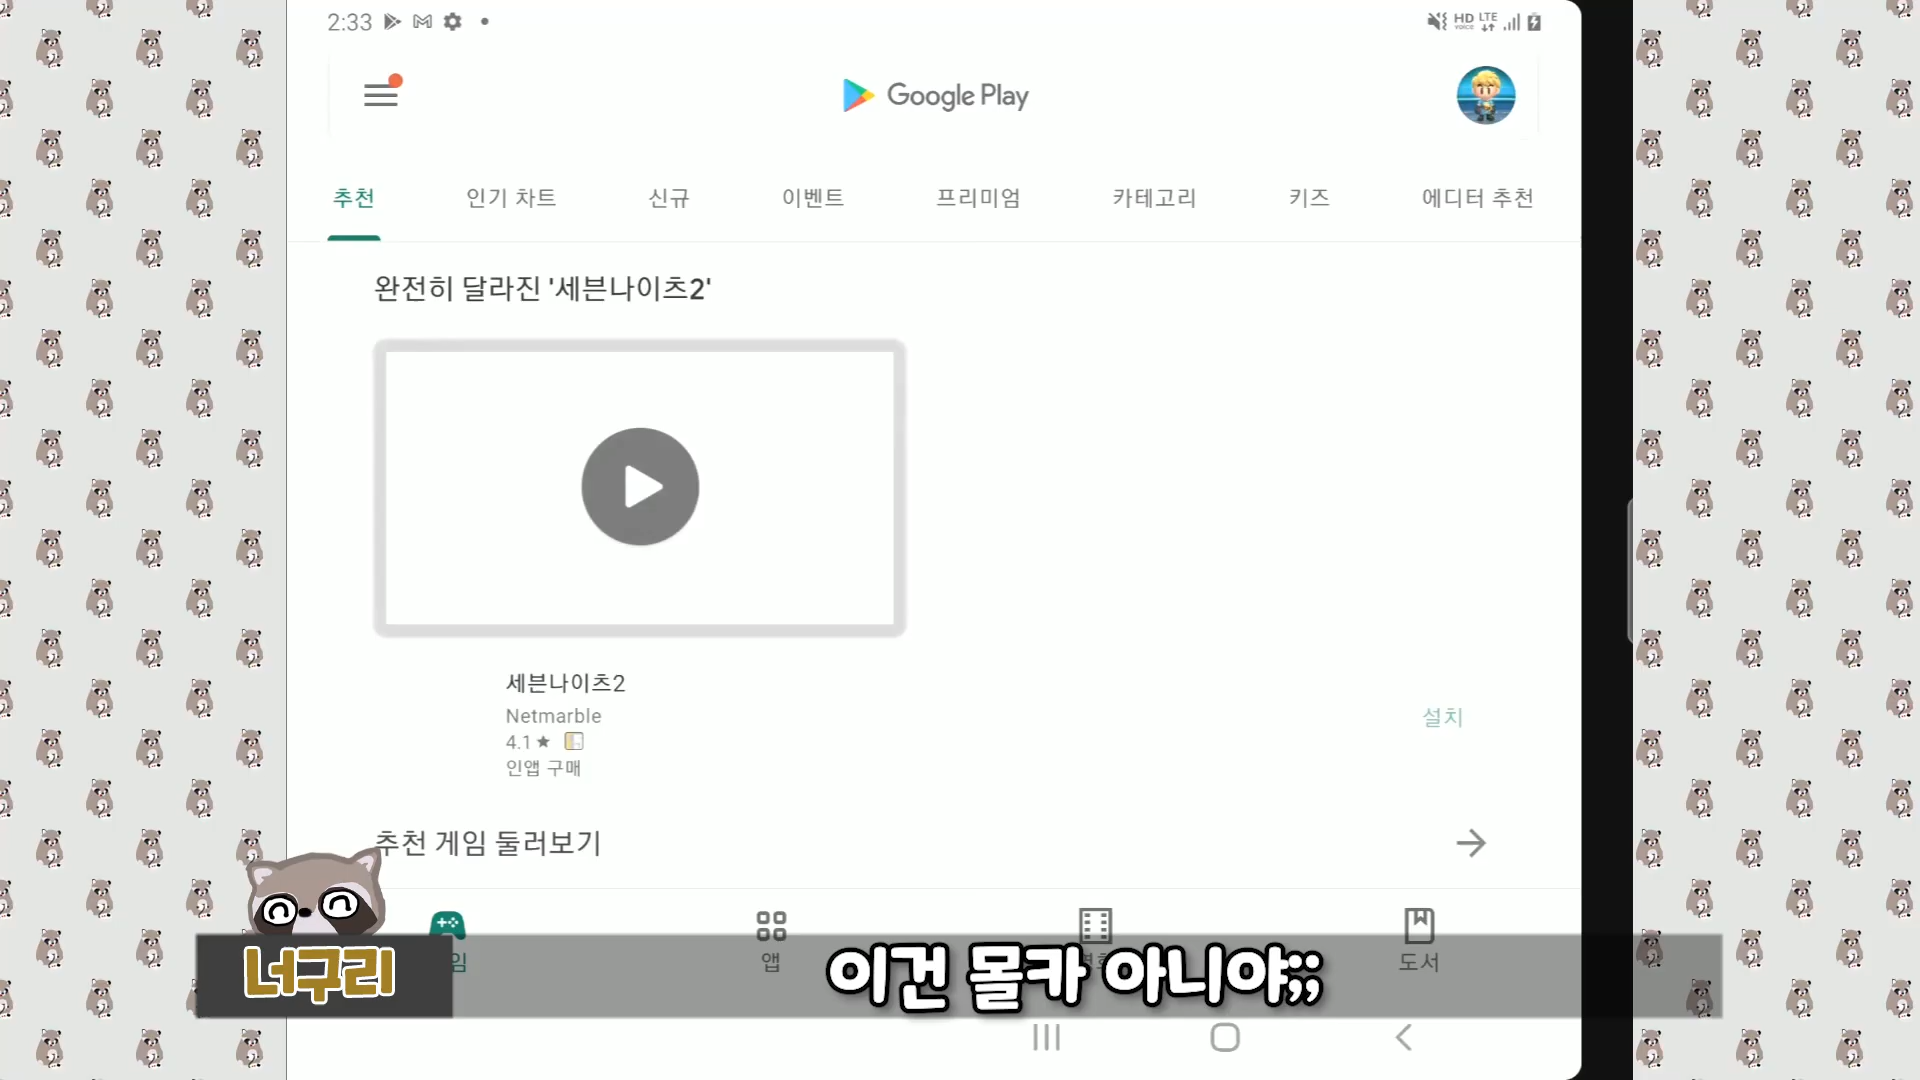 2:33
HD LTE
VOICE
Google Play
추천 인기 차트 신규 이벤트 프리미엄 카테고리 키즈 에디터 추천
완전히 달라진 '세븐나이츠2'
세븐나이츠2
Netmarble
4.1★
인앱 구매
설치
추천 게임 둘러보기
앱
도서
너구리
이건 몰카 아니야;;